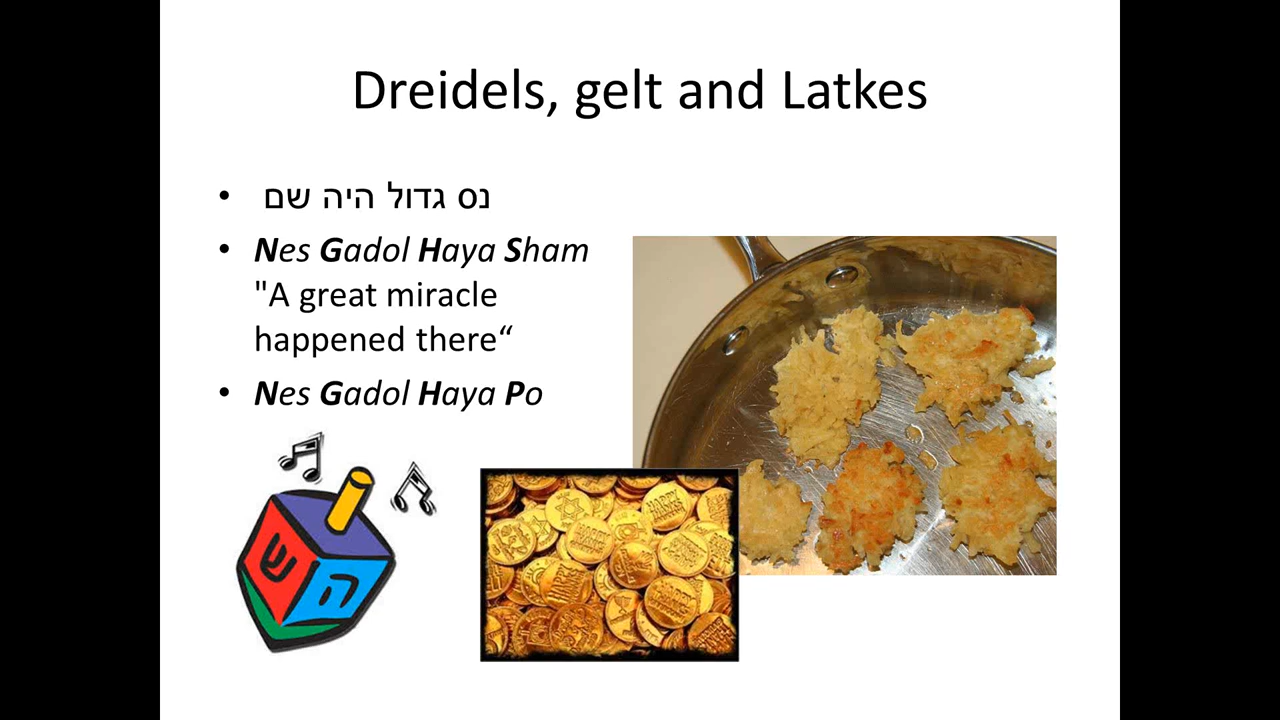 Dreidels, gelt and Latkes
• נס גדול היה שם
• Nes Gadol Haya Sham
"A great miracle
happened there“
• Nes Gadol Haya Po
ש ה